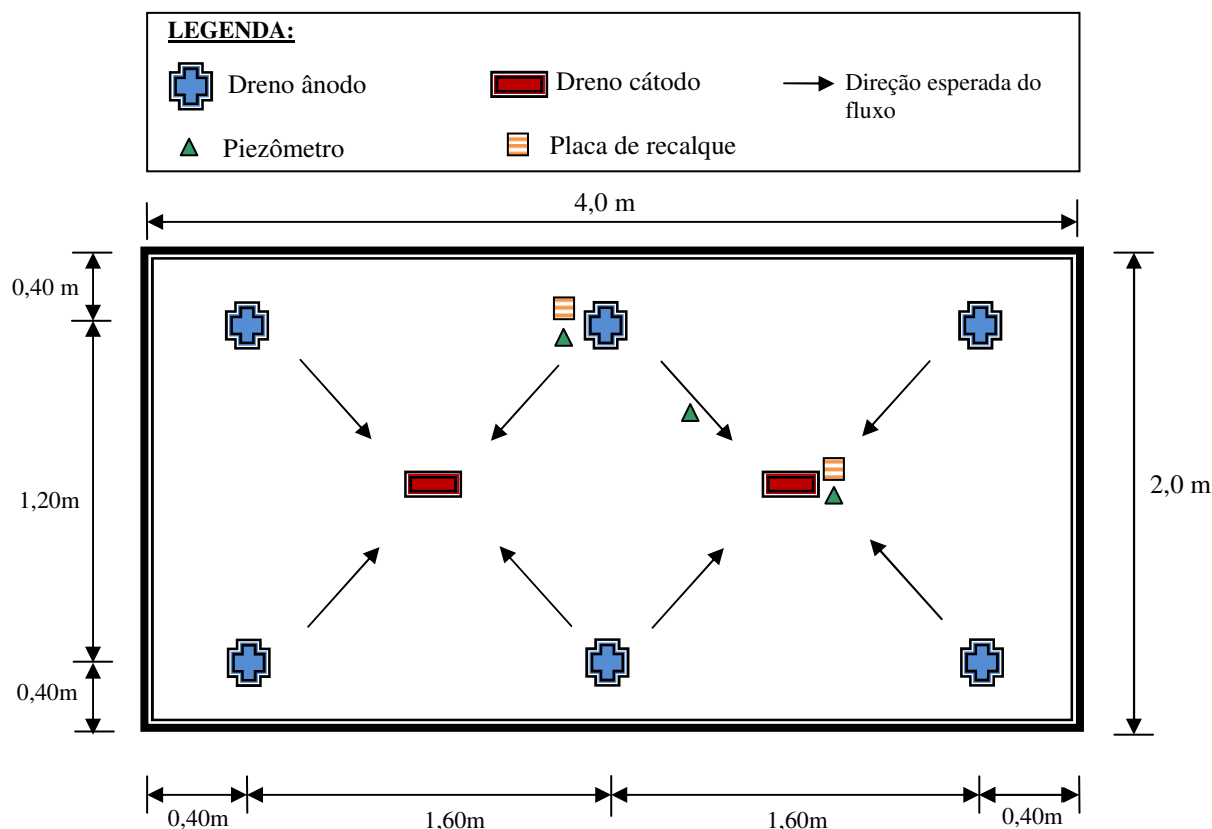 LEGENDA:
Dreno ânodo
Dreno cátodo
Direção esperada do
fluxo
Piezômetro
Placa de recalque
4,0 m
0,40 m
1,20m
0,40m
2,0 m
0,40m
1,60m
1,60m
0,40m